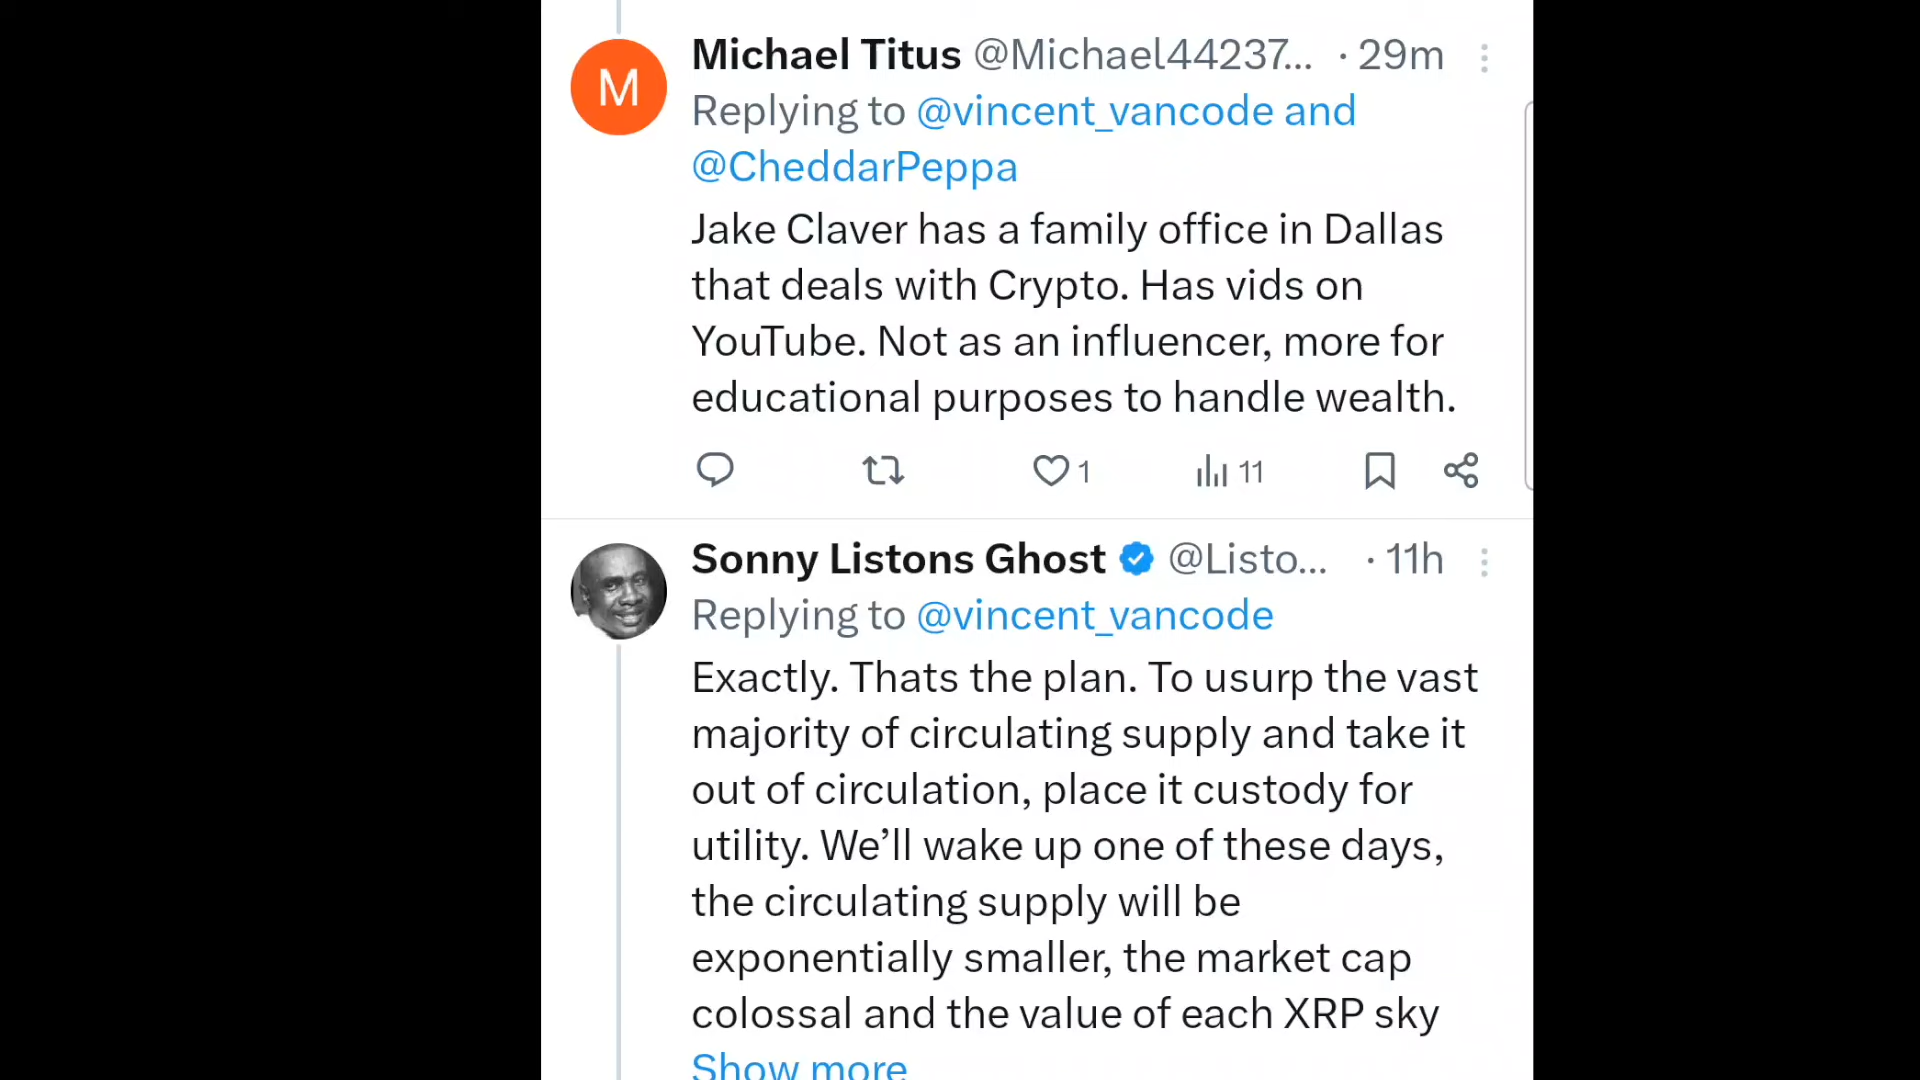 Michael Titus @Michael44237... · 29m
M
Replying to @vincent_vancode and
@CheddarPeppa
Jake Claver has a family office in Dallas
that deals with Crypto. Has vids on
YouTube. Not as an influencer, more for
educational purposes to handle wealth.
1 11
Sonny Listons Ghost @Listo... · 11h
Replying to @vincent_vancode
Exactly. Thats the plan. To usurp the vast
majority of circulating supply and take it
out of circulation, place it custody for
utility. We’ll wake up one of these days,
the circulating supply will be
exponentially smaller, the market cap
colossal and the value of each XRP sky
Show more